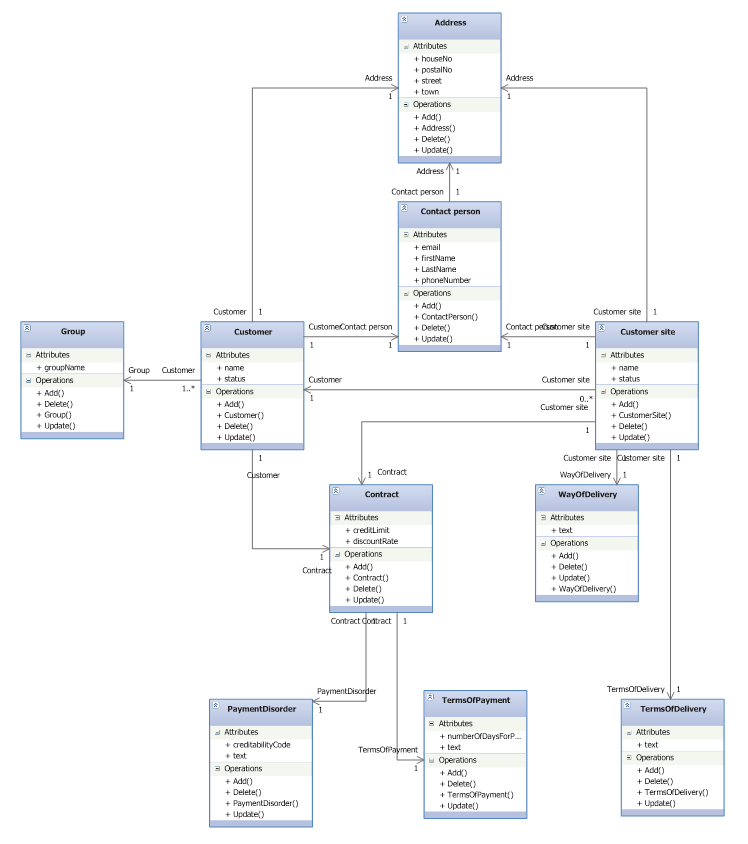 Address
Attributes
+ houseNo
+ postalNo
+ street
+ town
Operations
+ Add()
+ Address()
+ Delete()
+ Update()
Address
1
Address
1
Address
1
Contact person
1
Contact person
Attributes
+ email
+ firstName
+ LastName
+ phoneNumber
Operations
+ Add()
+ ContactPerson()
+ Delete()
+ Update()
Customer
1
Customer site
1
Group
Attributes
+ groupName
Operations
+ Add()
+ Delete()
+ Group()
+ Update()
Group
1
Customer
1..*
Customer
Attributes
+ name
+ status
Operations
+ Add()
+ Customer()
+ Delete()
+ Update()
Customer
1
Contact person
1
Contact person
1
Customer site
1
Customer site
Attributes
+ name
+ status
Operations
+ Add()
+ CustomerSite()
+ Delete()
+ Update()
Customer
1
Customer site
0..*
Customer site
1
1
Customer
1
Contract
1
Contract
Customer site
1
Customer site
1
WayOfDelivery
1
Contract
Attributes
+ creditLimit
+ discountRate
Operations
+ Add()
+ Contract()
+ Delete()
+ Update()
WayOfDelivery
Attributes
+ text
Operations
+ Add()
+ Delete()
+ Update()
+ WayOfDelivery()
Contract
1
Contract
1
PaymentDisorder
1
TermsOfPayment
1
TermsOfDelivery
1
PaymentDisorder
Attributes
+ creditabilityCode
+ text
Operations
+ Add()
+ Delete()
+ PaymentDisorder()
+ Update()
TermsOfPayment
Attributes
+ numberOfDaysForP...
+ text
Operations
+ Add()
+ Delete()
+ TermsOfPayment()
+ Update()
TermsOfDelivery
Attributes
+ text
Operations
+ Add()
+ Delete()
+ TermsOfDelivery()
+ Update()